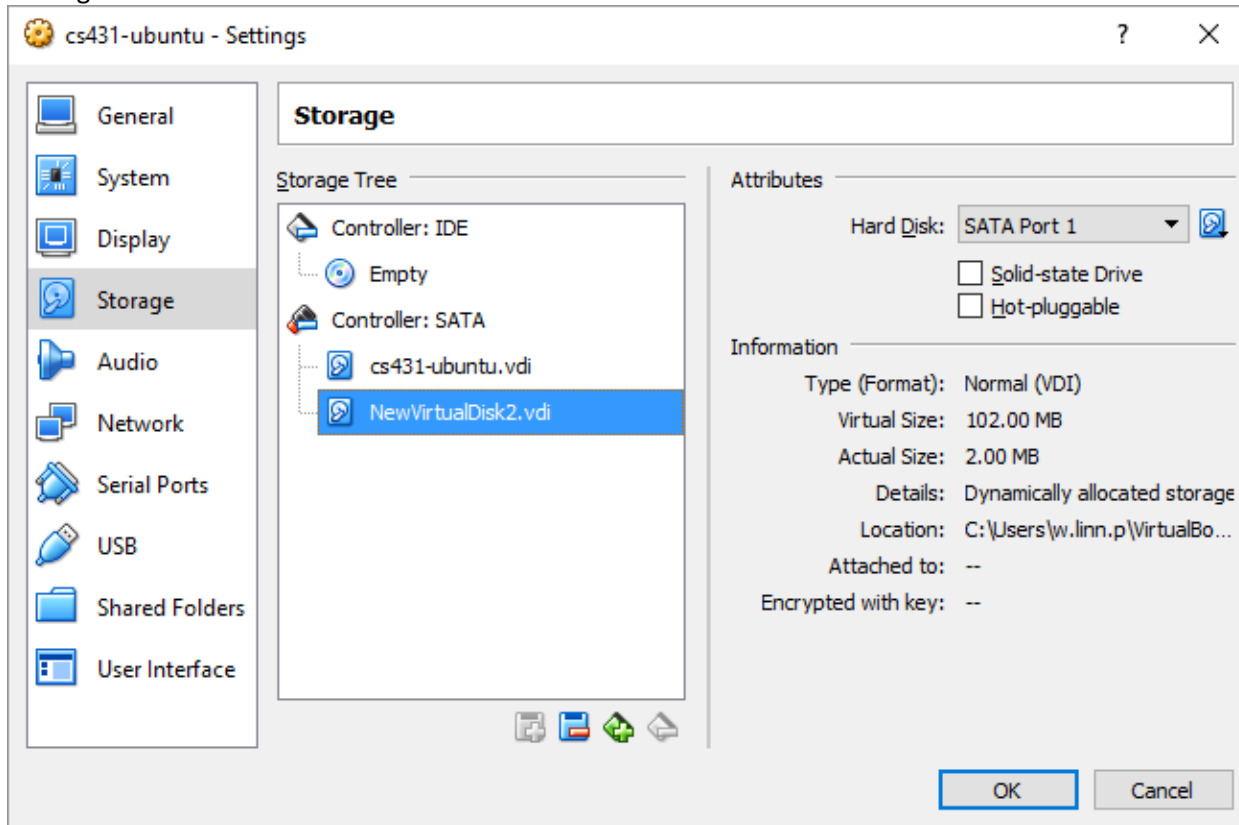 cs431-ubuntu - Settings
?
General
System
Display
Storage
Audio
Network
Serial Ports
USB
Shared Folders
User Interface
Storage
Storage Tree
Controller: IDE
Empty
Controller: SATA
cs431-ubuntu.vdi
NewVirtualDisk2.vdi
Attributes
Hard Disk: SATA Port 1
Solid-state Drive
Hot-pluggable
Information
Type (Format): Normal (VDI)
Virtual Size: 102.00 MB
Actual Size: 2.00 MB
Details: Dynamically allocated storage
Location: C:\Users\w.linn.p\VirtualBo...
Attached to: --
Encrypted with key: --
OK
Cancel